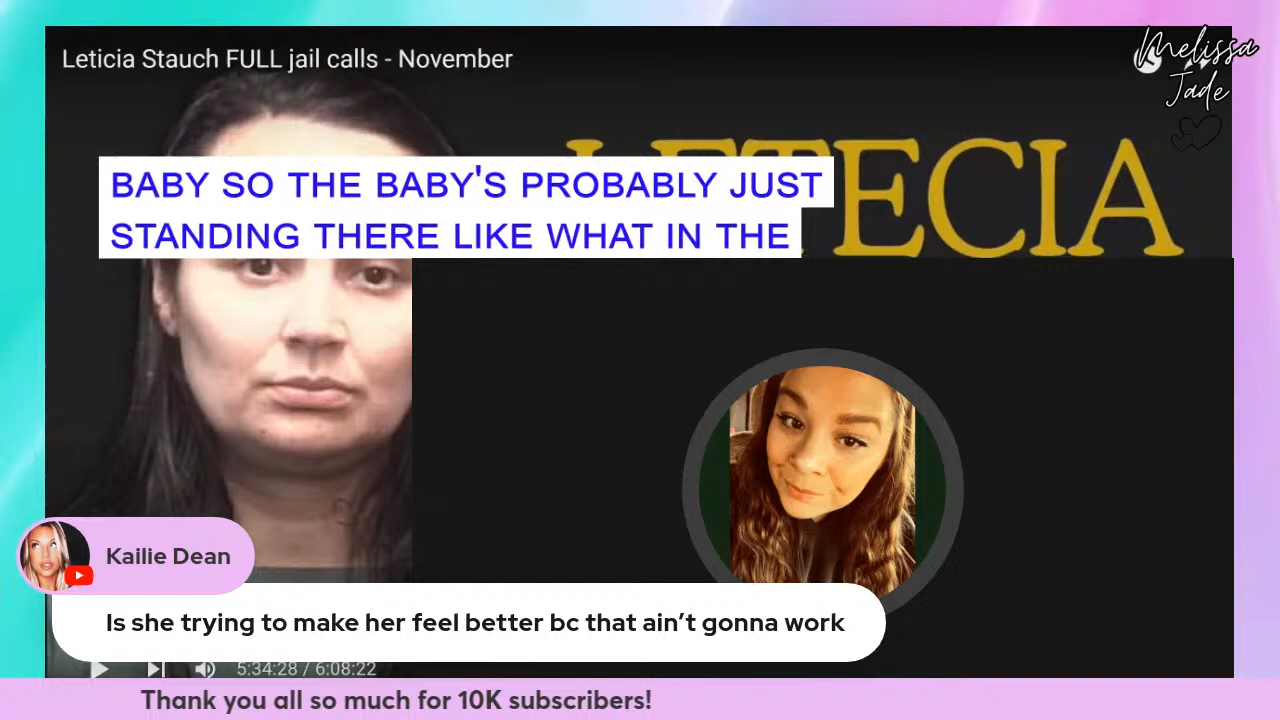 Leticia Stauch FULL jail calls - November
Melissa
Jade
LETECIA
BABY SO THE BABY'S PROBABLY JUST
STANDING THERE LIKE WHAT IN THE
Kailie Dean
Is she trying to make her feel better bc that ain’t gonna work
5:34:28 / 6:08:22
Thank you all so much for 10K subscribers!